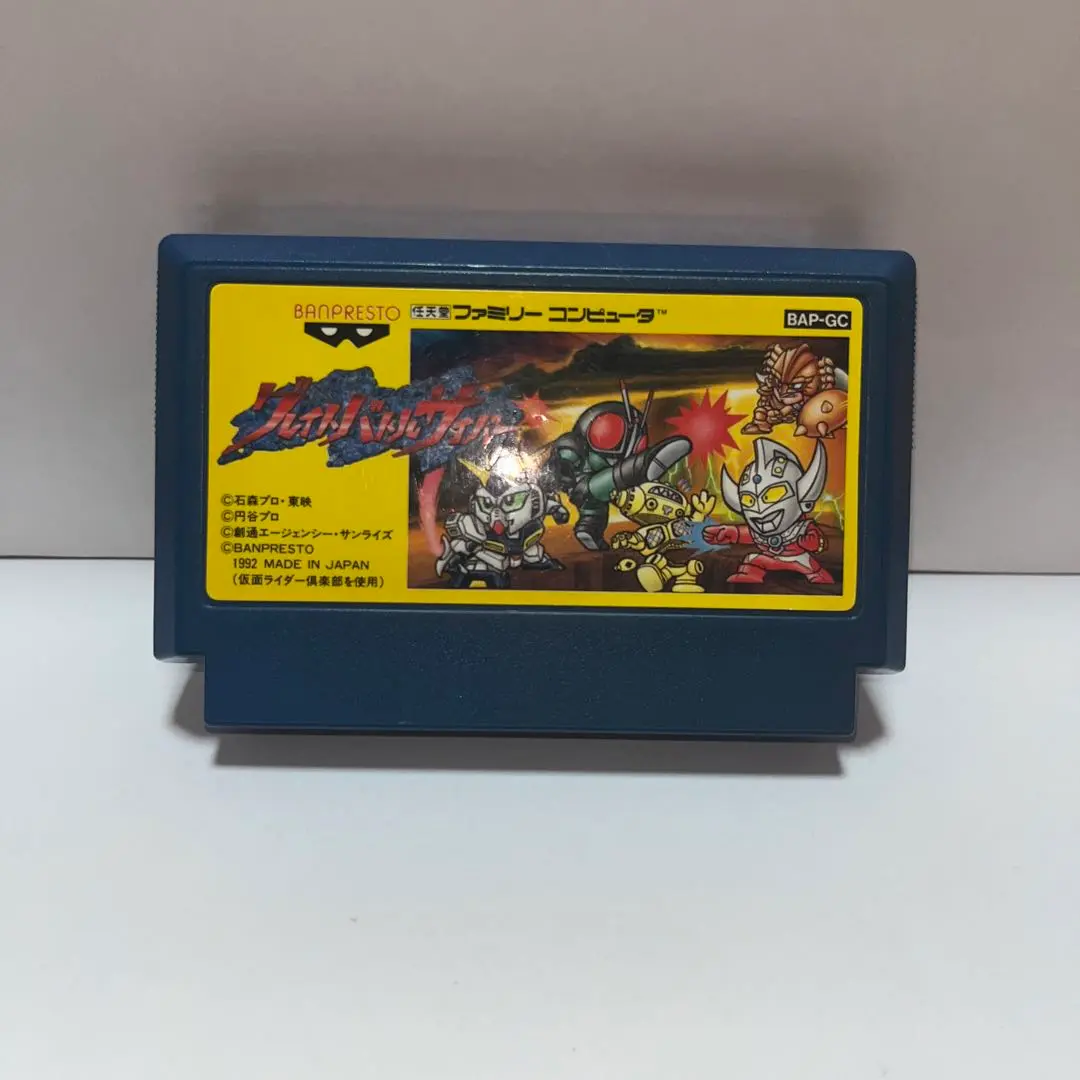 BANPRESTO
任天堂 ファミリー コンピュータ™
BAP-GC
グレイトバトルサイバー
©石森プロ・東映
©円谷プロ
©創通エージェンシー・サンライズ
©BANPRESTO
1992 MADE IN JAPAN
(仮面ライダー倶楽部を使用)